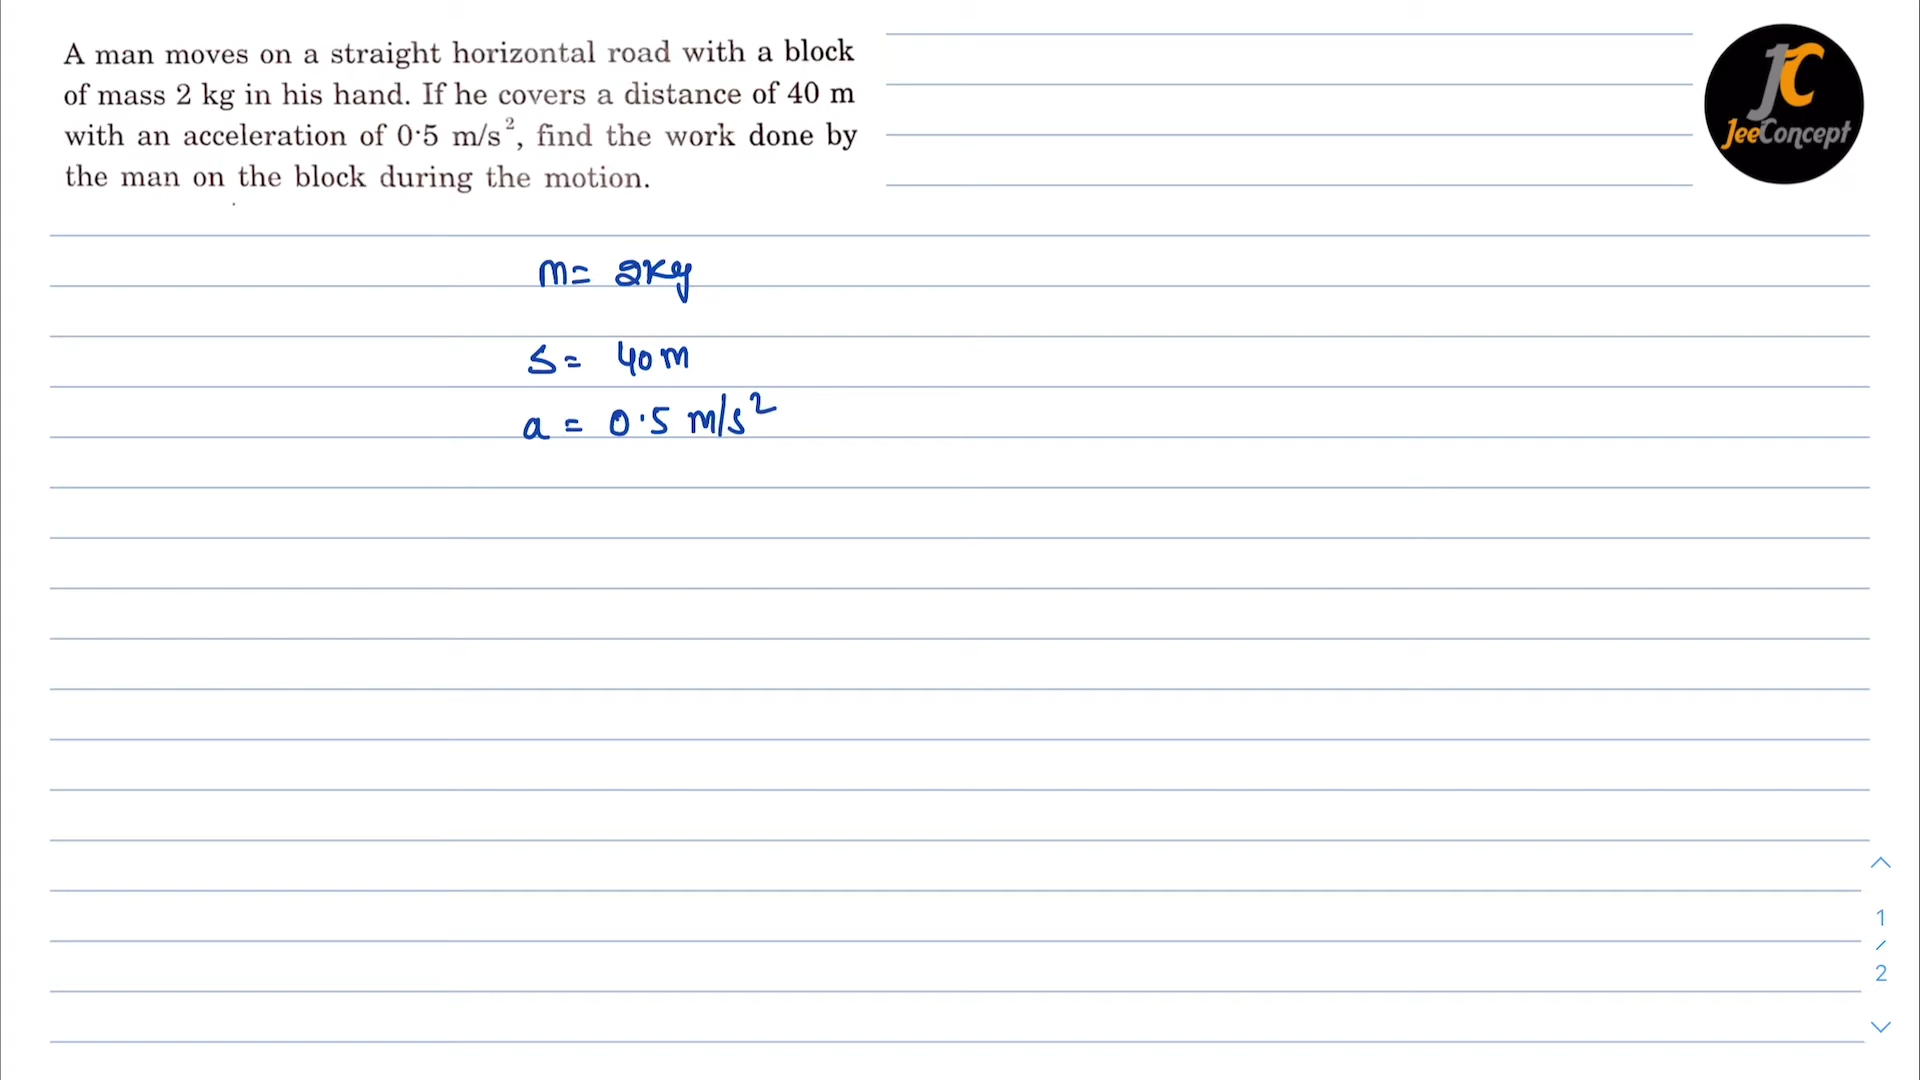 A man moves on a straight horizontal road with a block
of mass 2 kg in his hand. If he covers a distance of 40 m
with an acceleration of 0·5 m/s², find the work done by
the man on the block during the motion.
JC
JeeConcept
m= 2Kg
s= 40m
a = 0.5 m/s²
1
/
2